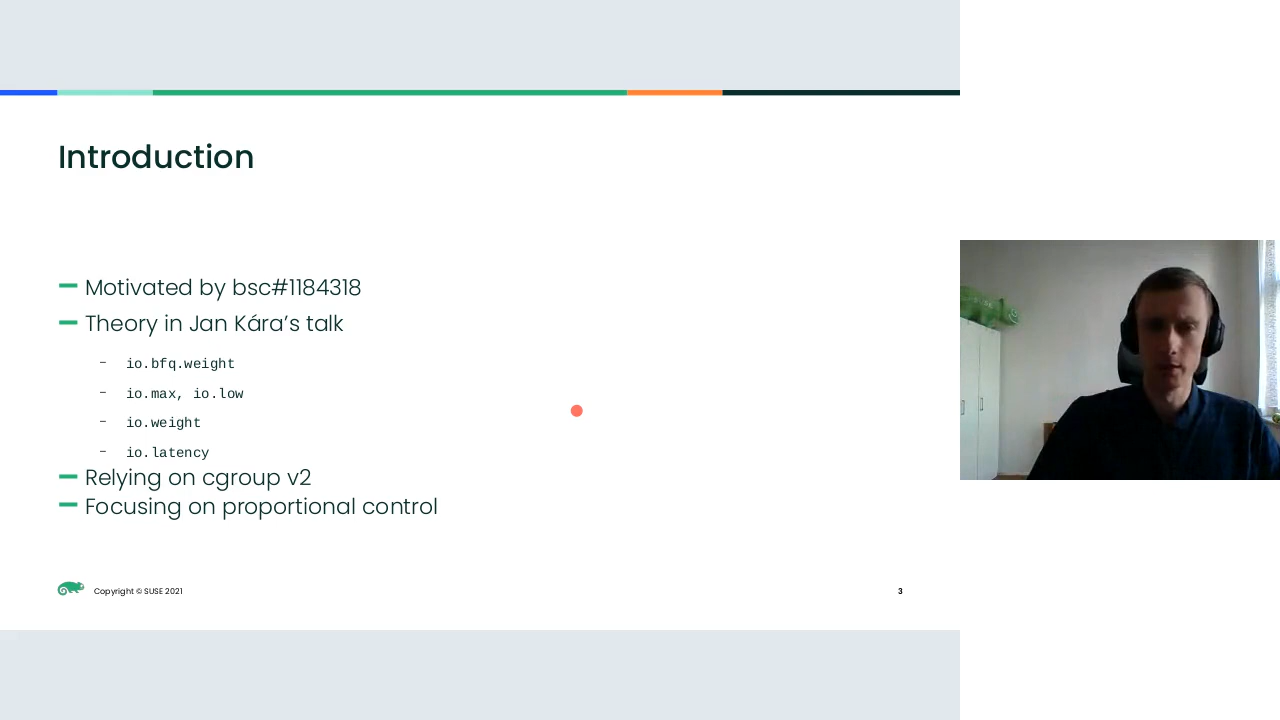 Introduction
Motivated by bsc#1184318
Theory in Jan Kára's talk
– io.bfq.weight
– io.max, io.low
– io.weight
– io.latency
Relying on cgroup v2
Focusing on proportional control
Copyright © SUSE 2021
3